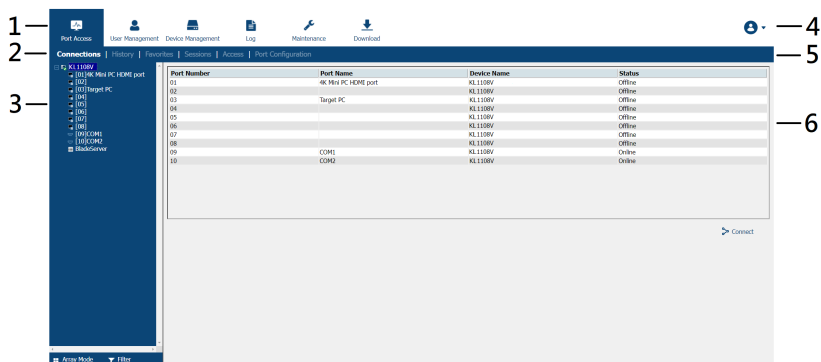 1
Port Access User Management Device Management Log Maintenance Download
4
2
Connections | History | Favorites | Sessions | Access | Port Configuration
5
3
KL1108V
[01]4K Mini PC HDMI port
[02]
[03]Target PC
[04]
[05]
[06]
[07]
[08]
[09]COM1
[10]COM2
BladeServer
Array Mode Filter
Port Number Port Name Device Name Status
01 4K Mini PC HDMI port KL1108V Offline
02 KL1108V Offline
03 Target PC KL1108V Offline
04 KL1108V Offline
05 KL1108V Offline
06 KL1108V Offline
07 KL1108V Offline
08 KL1108V Offline
09 COM1 KL1108V Online
10 COM2 KL1108V Online
6
Connect